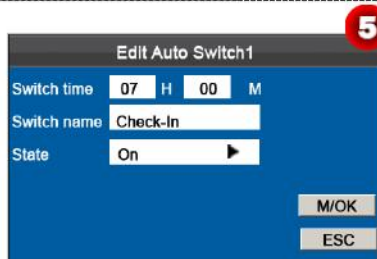 5
Edit Auto Switch1
Switch time 07 H 00 M
Switch name Check-In
State On
M/OK
ESC